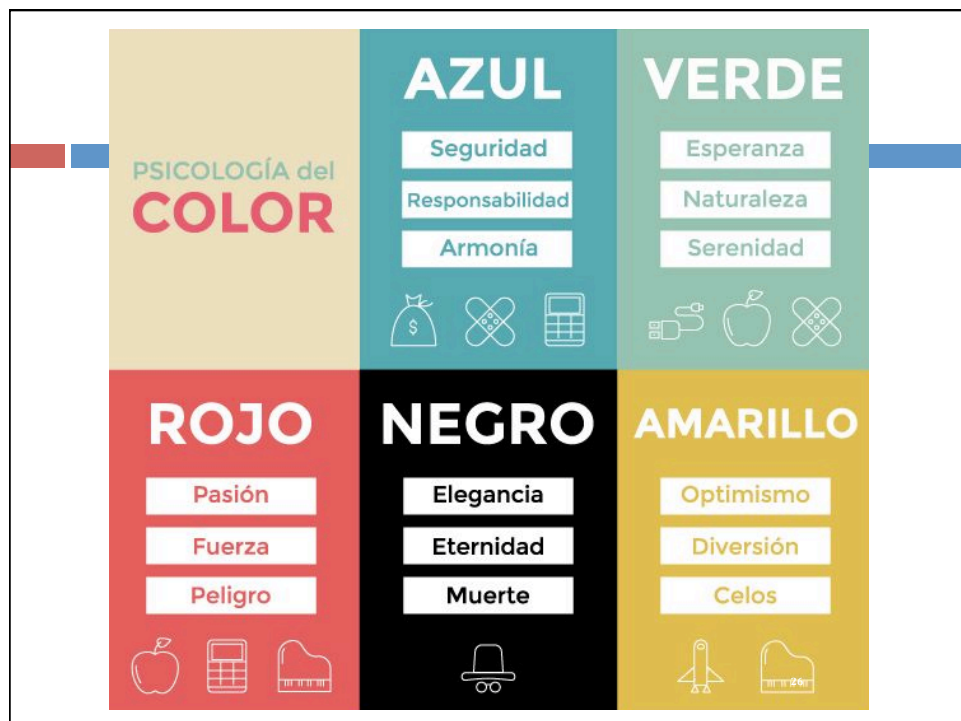 PSICOLOGÍA del
COLOR
AZUL
Seguridad
Responsabilidad
Armonía
$
VERDE
Esperanza
Naturaleza
Serenidad
ROJO
Pasión
Fuerza
Peligro
NEGRO
Elegancia
Eternidad
Muerte
AMARILLO
Optimismo
Diversión
Celos
26